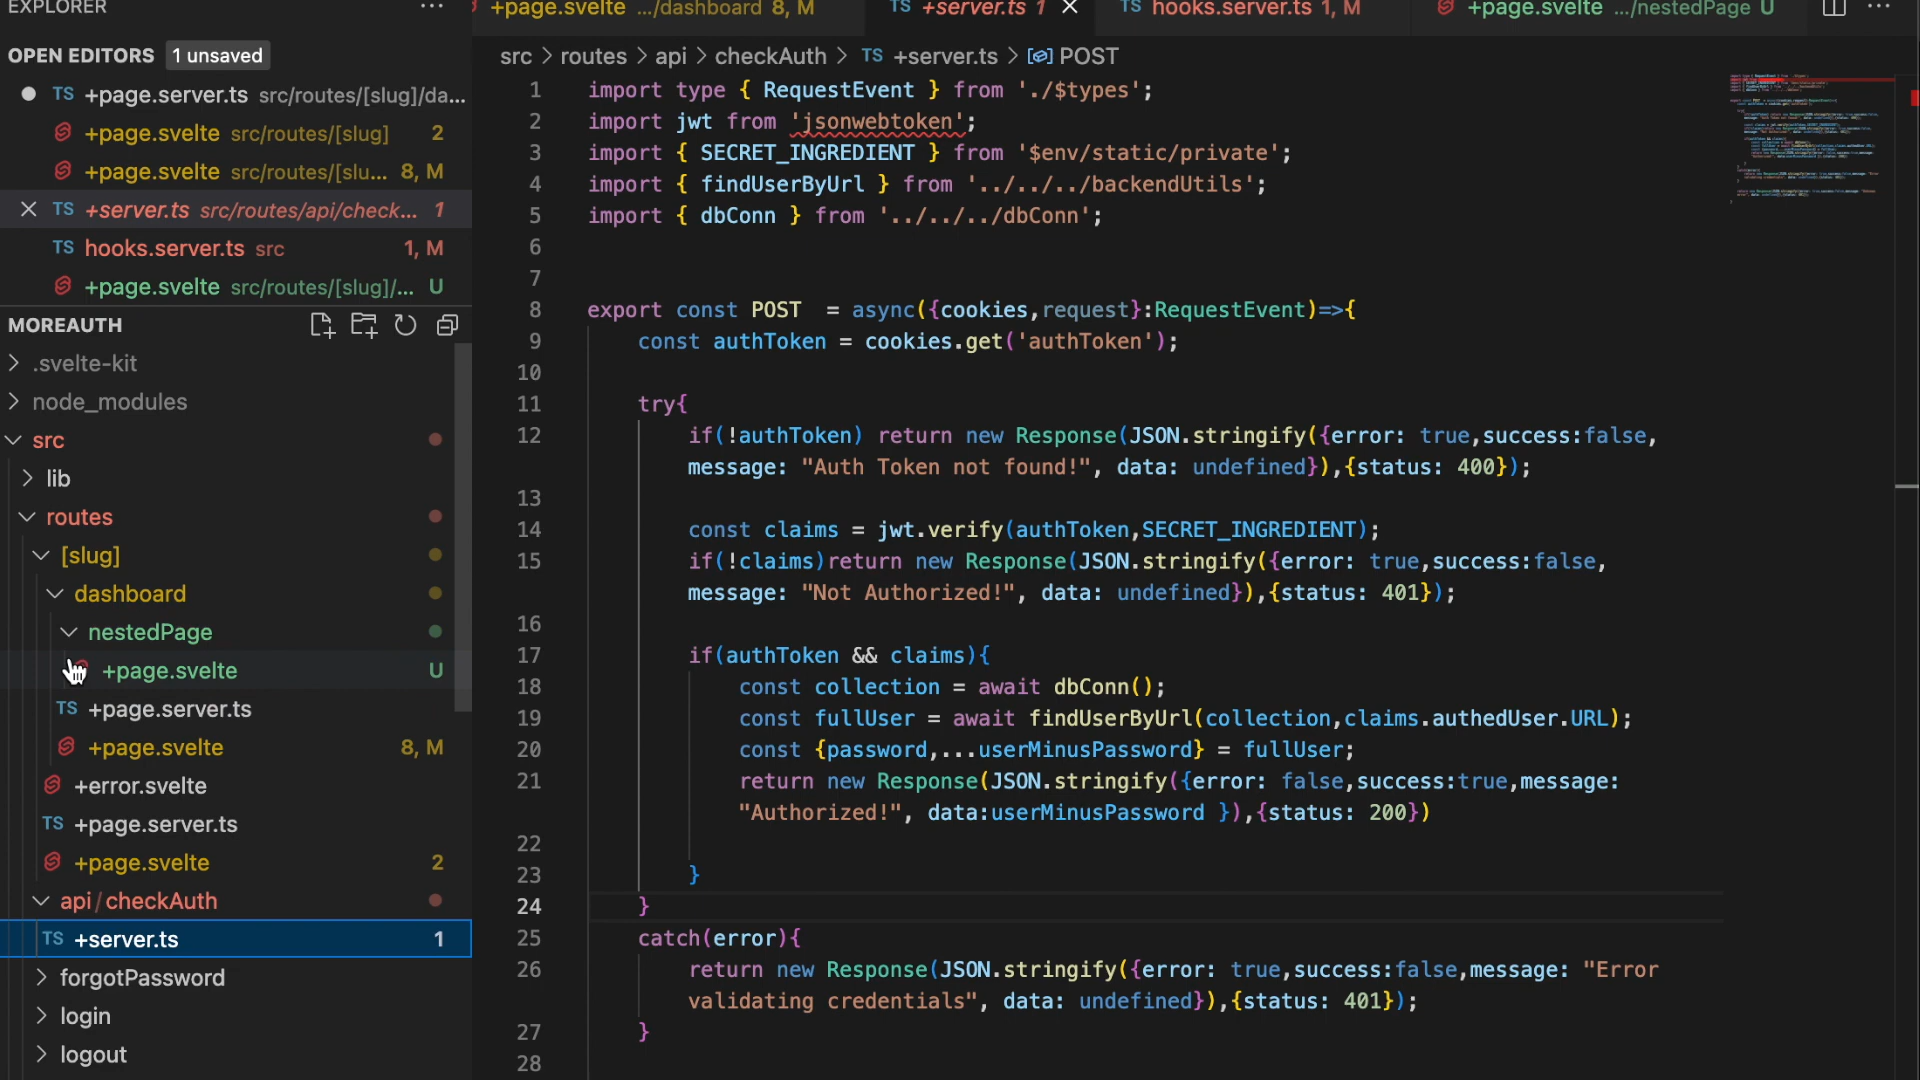 EXPLORER
OPEN EDITORS 1 unsaved
TS +page.server.ts src/routes/[slug]/da...
+page.svelte src/routes/[slug] 2
+page.svelte src/routes/[slu... 8, M
TS +server.ts src/routes/api/check... 1
TS hooks.server.ts src 1, M
+page.svelte src/routes/[slug]/... U
MOREAUTH
.svelte-kit
node_modules
src
lib
routes
[slug]
dashboard
nestedPage
+page.svelte U
TS +page.server.ts
+page.svelte 8, M
+error.svelte
TS +page.server.ts
+page.svelte 2
api / checkAuth
TS +server.ts 1
forgotPassword
login
logout
+page.svelte .../dashboard 8, M TS +server.ts 1 TS hooks.server.ts 1, M +page.svelte .../nestedPage U
src > routes > api > checkAuth > TS +server.ts > POST
1 import type { RequestEvent } from './$types';
2 import jwt from 'jsonwebtoken';
3 import { SECRET_INGREDIENT } from '$env/static/private';
4 import { findUserByUrl } from '../../../backendUtils';
5 import { dbConn } from '../../../dbConn';
6
7
8 export const POST  = async({cookies,request}:RequestEvent)=>{
9 const authToken = cookies.get('authToken');
10
11 try{
12 if(!authToken) return new Response(JSON.stringify({error: true,success:false,
message: "Auth Token not found!", data: undefined}),{status: 400});
13
14 const claims = jwt.verify(authToken,SECRET_INGREDIENT);
15 if(!claims)return new Response(JSON.stringify({error: true,success:false,
message: "Not Authorized!", data: undefined}),{status: 401});
16
17 if(authToken && claims){
18 const collection = await dbConn();
19 const fullUser = await findUserByUrl(collection,claims.authedUser.URL);
20 const {password,...userMinusPassword} = fullUser;
21 return new Response(JSON.stringify({error: false,success:true,message:
"Authorized!", data:userMinusPassword }),{status: 200})
22
23 }
24 }
25 catch(error){
26 return new Response(JSON.stringify({error: true,success:false,message: "Error
validating credentials", data: undefined}),{status: 401});
27 }
28